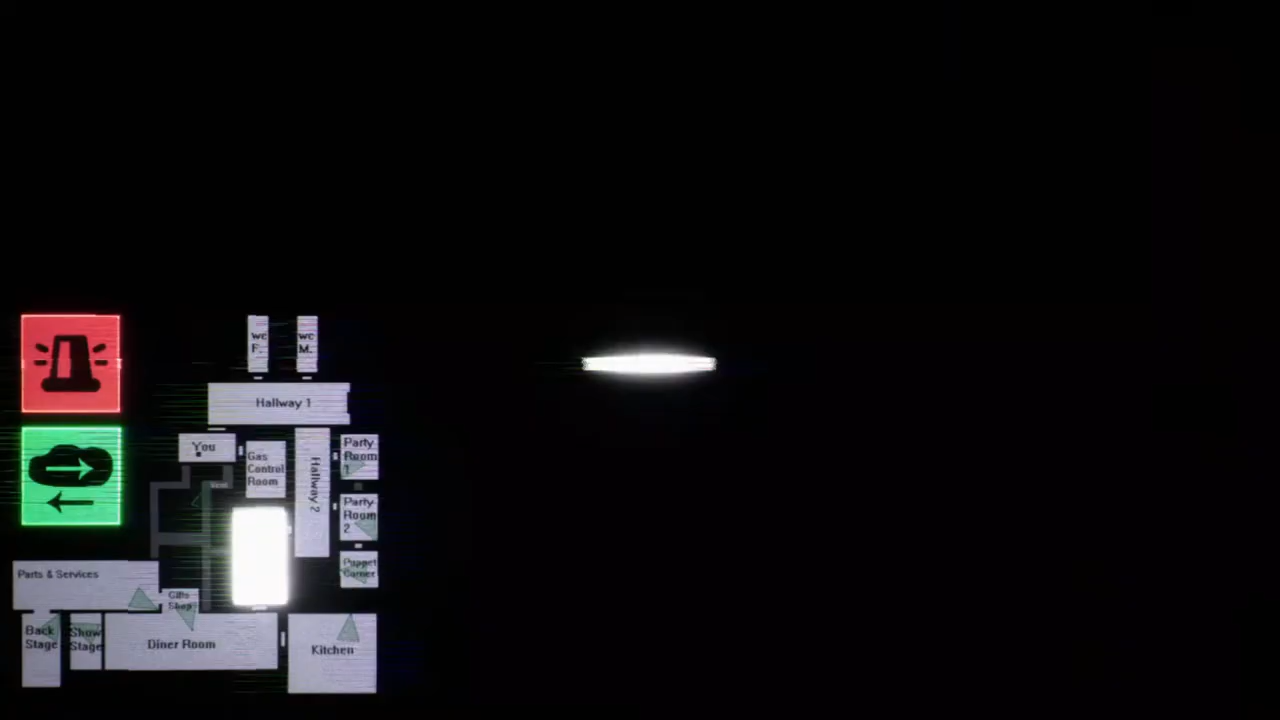 wc
F.
wc
M.
Hallway 1
You
Gas
Control
Room
Hallway 2
Party
Room
1
Vent
Party
Room
2
Puppet
Corner
Parts & Services
Gifts
Shop
Back
Stage
Show
Stage
Diner Room
Kitchen